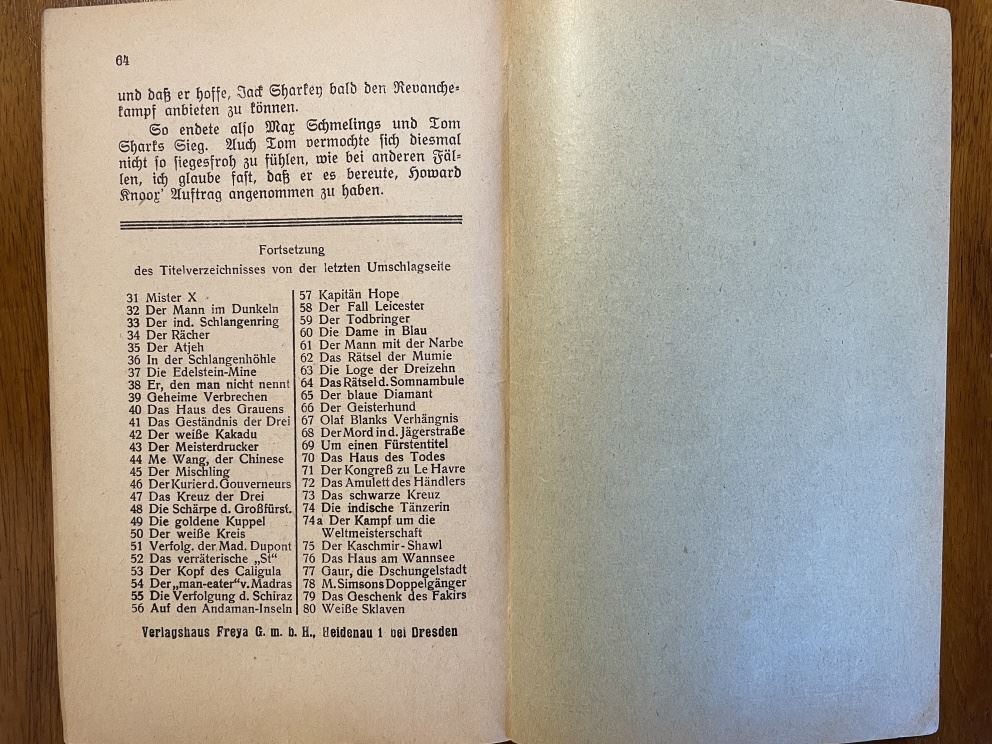 64
und daß er hoffe, Jack Sharkey bald den Revanche-
kampf anbieten zu können.
So endete also Max Schmelings und Tom
Sharks Sieg. Auch Tom vermochte sich diesmal
nicht so siegesfroh zu fühlen, wie bei anderen Fäl-
len, ich glaube fast, daß er es bereute, Howard
Knox' Auftrag angenommen zu haben.
Fortsetzung
des Titelverzeichnisses von der letzten Umschlagseite
31 Mister X
32 Der Mann im Dunkeln
33 Der ind. Schlangenring
34 Der Rächer
35 Der Atjeh
36 In der Schlangenhöhle
37 Die Edelstein-Mine
38 Er, den man nicht nennt
39 Geheime Verbrechen
40 Das Haus des Grauens
41 Das Geständnis der Drei
42 Der weiße Kakadu
43 Der Meisterdrucker
44 Me Wang, der Chinese
45 Der Mischling
46 Der Kurier d. Gouverneurs
47 Das Kreuz der Drei
48 Die Schärpe d. Großfürst.
49 Die goldene Kuppel
50 Der weiße Kreis
51 Verfolg. der Mad. Dupont
52 Das verräterische „St“
53 Der Kopf des Caligula
54 Der „man-eater“ v. Madras
55 Die Verfolgung d. Schiraz
56 Auf den Andaman-Inseln
57 Kapitän Hope
58 Der Fall Leicester
59 Der Todbringer
60 Die Dame in Blau
61 Der Mann mit der Narbe
62 Das Rätsel der Mumie
63 Die Loge der Dreizehn
64 Das Rätsel d. Somnambule
65 Der blaue Diamant
66 Der Geisterhund
67 Olaf Blanks Verhängnis
68 Der Mord in d. Jägerstraße
69 Um einen Fürstentitel
70 Das Haus des Todes
71 Der Kongreß zu Le Havre
72 Das Amulett des Händlers
73 Das schwarze Kreuz
74 Die indische Tänzerin
74a Der Kampf um die
Weltmeisterschaft
75 Der Kaschmir-Shawl
76 Das Haus am Wannsee
77 Gaur, die Dschungelstadt
78 M. Simsons Doppelgänger
79 Das Geschenk des Fakirs
80 Weiße Sklaven
Verlagshaus Freya G. m. b. H., Heidenau 1 bei Dresden